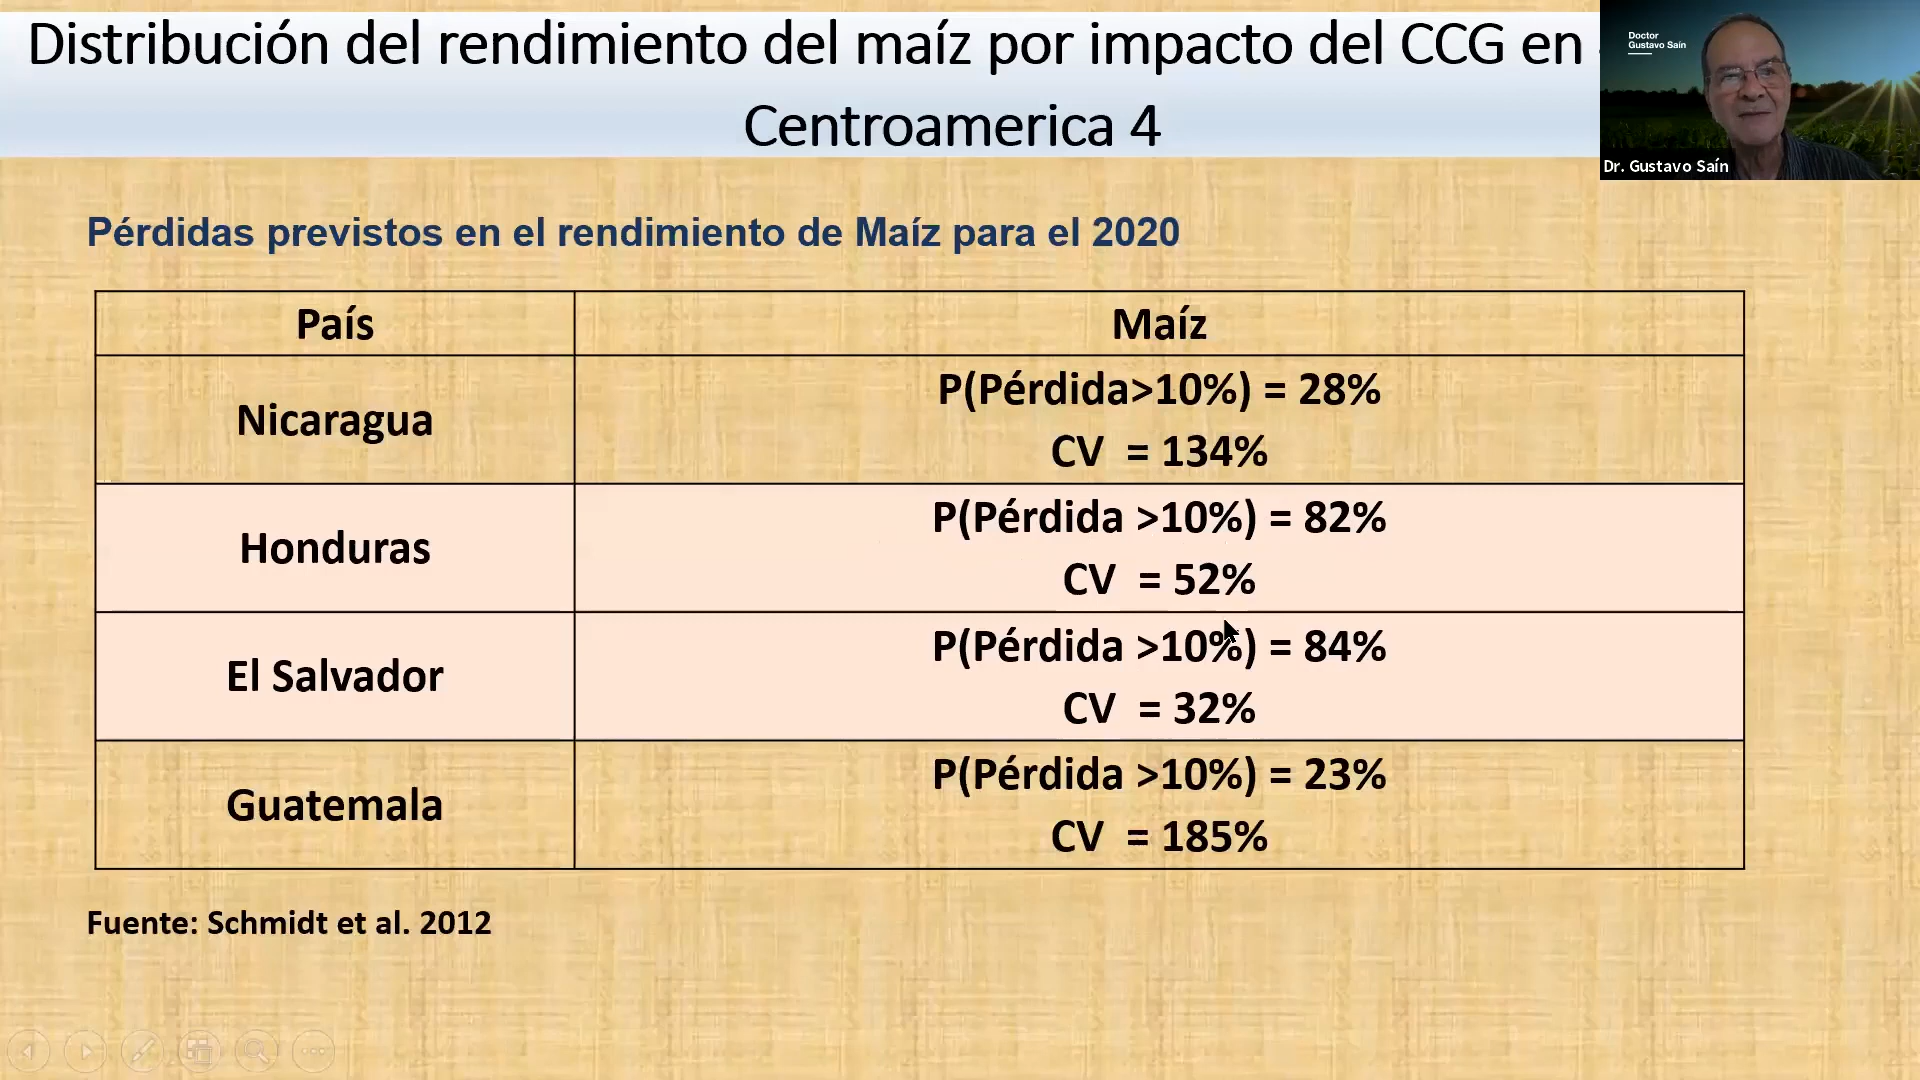 Distribución del rendimiento del maíz por impacto del CCG en
Centroamerica 4
Doctor
Gustavo Saín
Dr. Gustavo Saín
Pérdidas previstos en el rendimiento de Maíz para el 2020
País
Maíz
Nicaragua
P(Pérdida>10%) = 28%
CV = 134%
Honduras
P(Pérdida >10%) = 82%
CV = 52%
El Salvador
P(Pérdida >10%) = 84%
CV = 32%
Guatemala
P(Pérdida >10%) = 23%
CV = 185%
Fuente: Schmidt et al. 2012